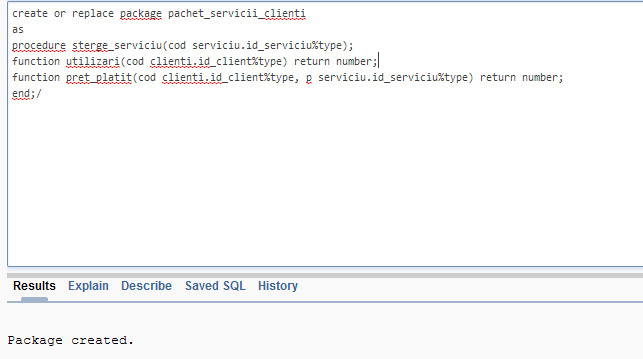 create or replace package pachet_servicii_clienti
as
procedure sterge_serviciu(cod serviciu.id_serviciu%type);
function utilizari(cod clienti.id_client%type) return number;
function pret_platit(cod clienti.id_client%type, p serviciu.id_serviciu%type) return number;
end;/
Results Explain Describe Saved SQL History
Package created.